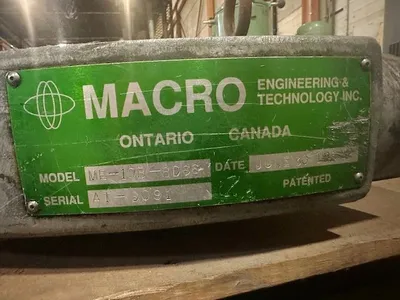 MACRO ENGINEERING & TECHNOLOGY INC.
ONTARIO CANADA
MODEL DATE
SERIAL PATENTED